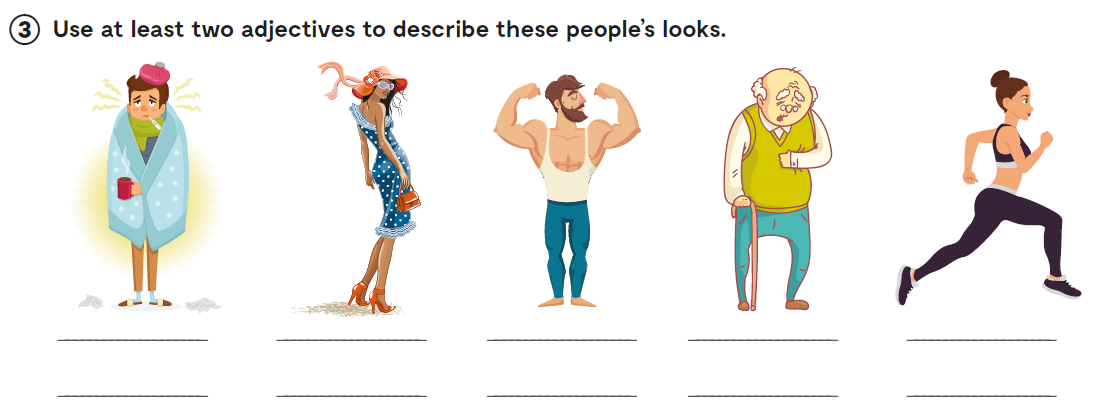 3 Use at least two adjectives to describe these people’s looks.